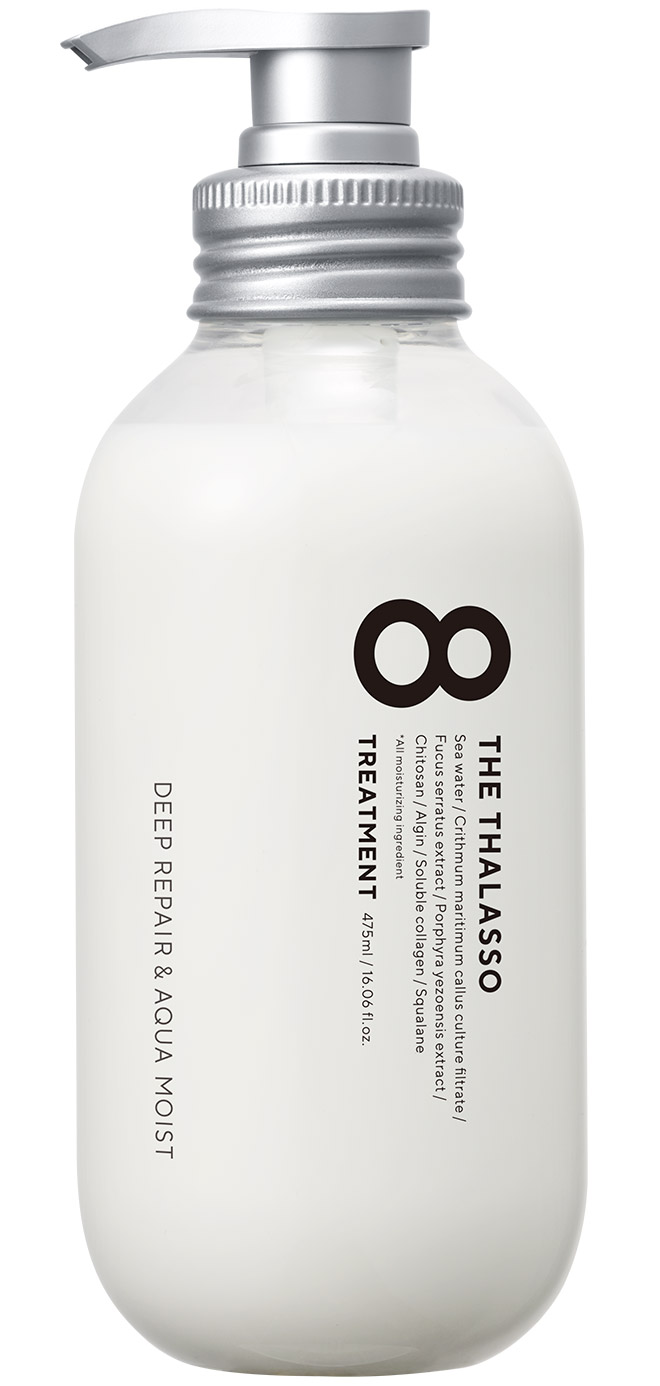 8
THE THALASSO
Sea water / Crithmum maritimum callus culture filtrate /
Fucus serratus extract / Porphyra yezoensis extract /
Chitosan / Algin / Soluble collagen / Squalane
*All moisturizing ingredient
TREATMENT 475ml / 16.06 fl.oz.
DEEP REPAIR & AQUA MOIST